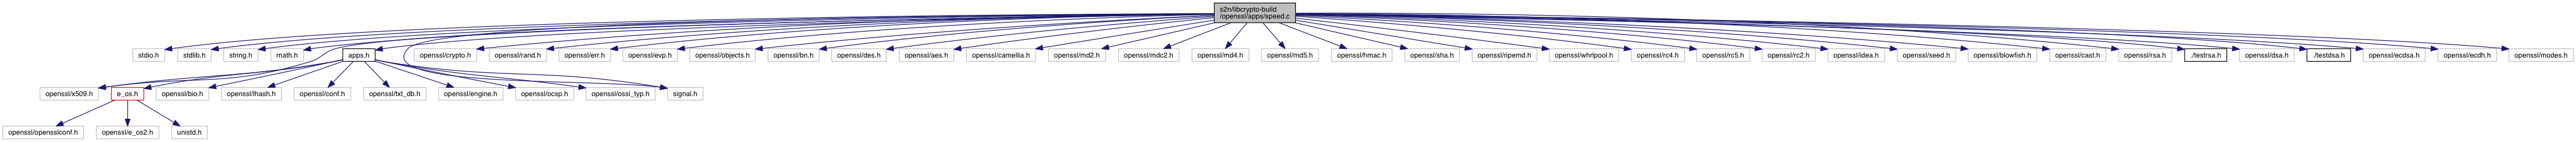 s2n/libcrypto-build
/openssl/apps/speed.c
stdio.h
stdlib.h
string.h
math.h
apps.h
openssl/crypto.h
openssl/rand.h
openssl/err.h
openssl/evp.h
openssl/objects.h
openssl/bn.h
openssl/des.h
openssl/aes.h
openssl/camellia.h
openssl/md2.h
openssl/mdc2.h
openssl/md4.h
openssl/md5.h
openssl/hmac.h
openssl/sha.h
openssl/ripemd.h
openssl/whrlpool.h
openssl/rc4.h
openssl/rc5.h
openssl/rc2.h
openssl/idea.h
openssl/seed.h
openssl/blowfish.h
openssl/cast.h
openssl/rsa.h
./testrsa.h
openssl/dsa.h
./testdsa.h
openssl/ecdsa.h
openssl/ecdh.h
openssl/modes.h
openssl/x509.h
e_os.h
openssl/bio.h
openssl/lhash.h
openssl/conf.h
openssl/txt_db.h
openssl/engine.h
openssl/ocsp.h
openssl/ossl_typ.h
signal.h
openssl/opensslconf.h
openssl/e_os2.h
unistd.h